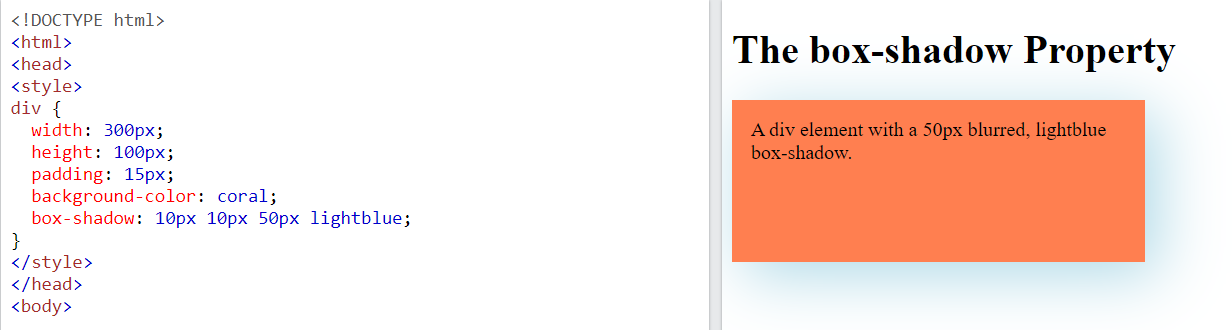 <!DOCTYPE html>
<html>
<head>
<style>
div {
  width: 300px;
  height: 100px;
  padding: 15px;
  background-color: coral;
  box-shadow: 10px 10px 50px lightblue;
}
</style>
</head>
<body>
The box-shadow Property
A div element with a 50px blurred, lightblue
box-shadow.